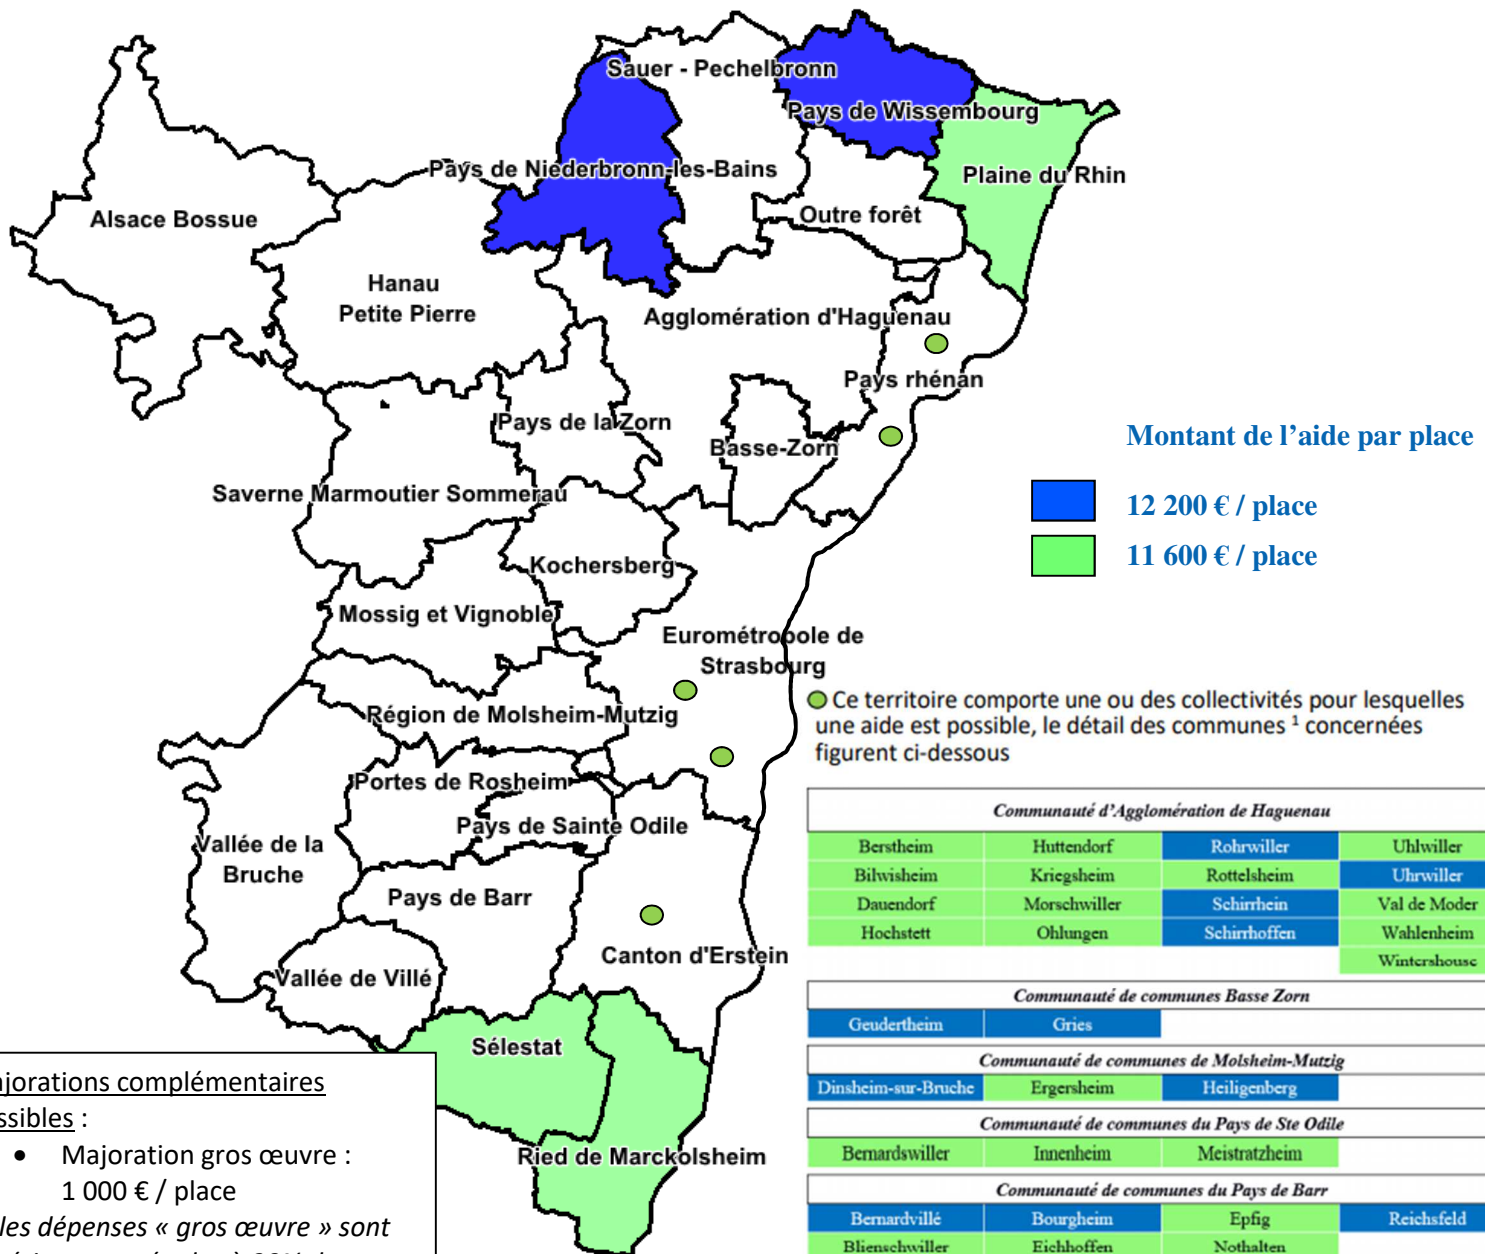 Sauer - Pechelbronn
Pays de Wissembourg
Pays de Niederbronn-les-Bains
Plaine du Rhin
Alsace Bossue
Outre forêt
Hanau
Petite Pierre
Agglomération d'Haguenau
Pays rhénan
Pays de la Zorn
Basse-Zorn
Saverne Marmoutier Sommerau
Kochersberg
Mossig et Vignoble
Eurométropole de
Strasbourg
Région de Molsheim-Mutzig
Portes de Rosheim
Pays de Sainte Odile
Vallée de la
Bruche
Pays de Barr
Canton d'Erstein
Vallée de Villé
Sélestat
Ried de Marckolsheim
Montant de l'aide par place
12 200 € / place
11 600 € / place
Ce territoire comporte une ou des collectivités pour lesquelles
une aide est possible, le détail des communes ¹ concernées
figurent ci-dessous
Communauté d'Agglomération de Haguenau
Berstheim Huttendorf Rohrwiller Uhlwiller
Bilwisheim Kriegsheim Rottelsheim Uhrwiller
Dauendorf Morschwiller Schirrhein Val de Moder
Hochstett Ohlungen Schirrhoffen Wahlenheim
Wintershouse
Communauté de communes Basse Zorn
Geudertheim Gries
Communauté de communes de Molsheim-Mutzig
Dinsheim-sur-Bruche Ergersheim Heiligenberg
Communauté de communes du Pays de Ste Odile
Bernardswiller Innenheim Meistratzheim
Communauté de communes du Pays de Barr
Bernardvillé Bourgheim Epfig Reichsfeld
Blienschwiller Eichhoffen Nothalten
ajorations complémentaires
ssibles :
• Majoration gros œuvre :
1 000 € / place
les dépenses « gros œuvre » sont